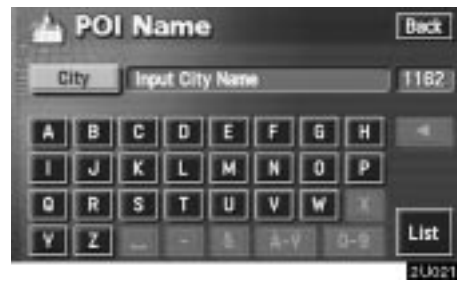 POI Name Back
City Input City Name 1182
A B C D E F G H
I J K L M N O P
Q R S T U V W X
Y Z - & A-Y 0-9 List
2U021